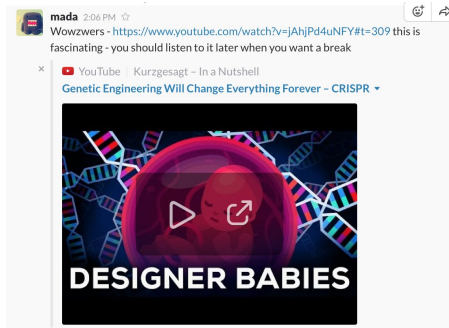 mada 2:06 PM
Wowzwers - https://www.youtube.com/watch?v=jAhjPd4uNFY#t=309 this is
fascinating - you should listen to it later when you want a break
YouTube | Kurzgesagt – In a Nutshell
Genetic Engineering Will Change Everything Forever – CRISPR
DESIGNER BABIES